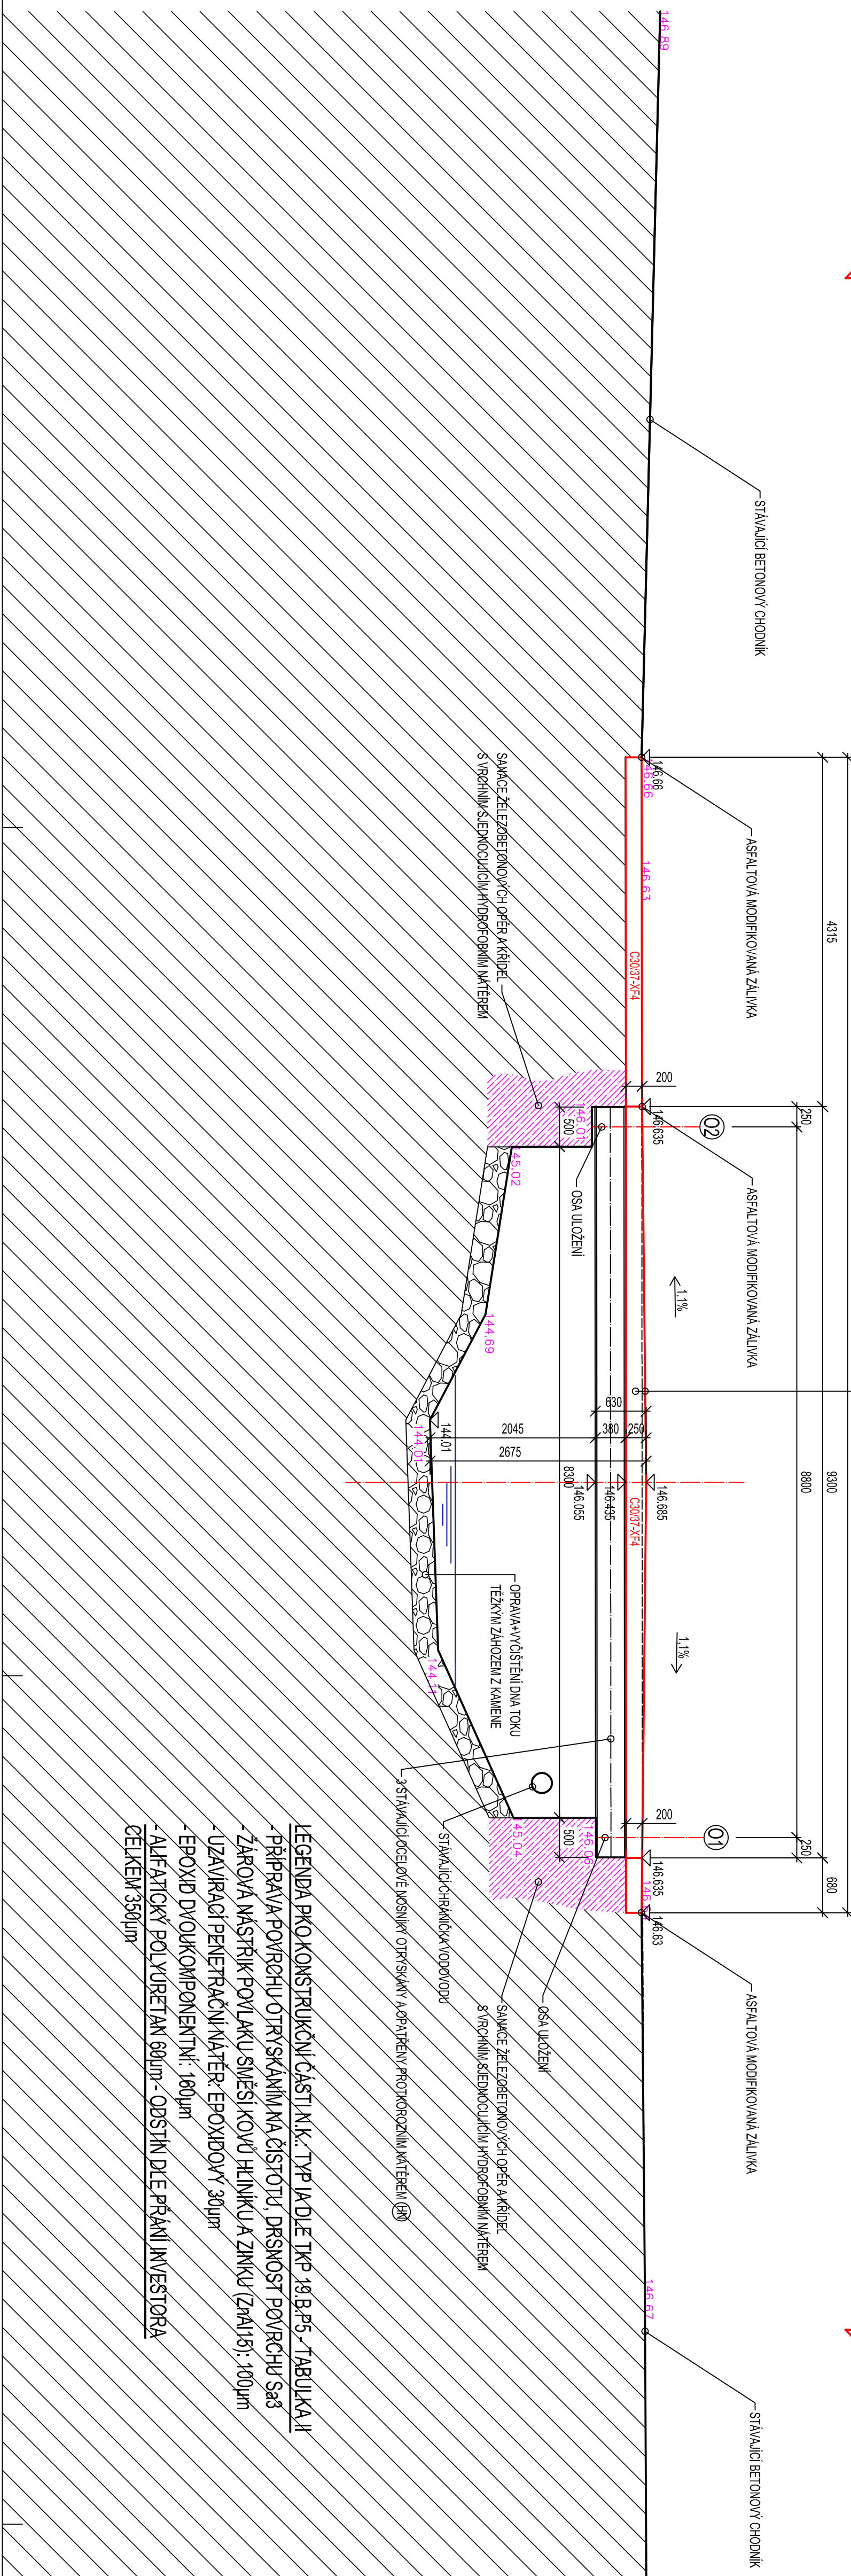 STÁVAJÍCÍ BETONOVÝ CHODNÍK
ASFALTOVÁ MODIFIKOVANÁ ZÁLIVKA
ASFALTOVÁ MODIFIKOVANÁ ZÁLIVKA
ASFALTOVÁ MODIFIKOVANÁ ZÁLIVKA
STÁVAJÍCÍ BETONOVÝ CHODNÍK
4315
9300
680
250
8800
250
O2
O1
1,1%
1,1%
200
200
146.89
146.66
146.66
146.63
146.635
146.685
146.635
146.63
146.67
C30/37-XF4
C30/37-XF4
630
380
250
146.435
146.055
2045
2675
500
8300
500
146.01
146.06
OSA ULOŽENÍ
OSA ULOŽENÍ
145.02
144.69
144.01
144.01
144.11
145.04
SANACE ŽELEZOBETONOVÝCH OPĚR A KŘÍDEL
S VRCHNÍM SJEDNOCUJÍCÍM HYDROFOBNÍM NÁTĚREM
OPRAVA+VYČIŠTĚNÍ DNA TOKU
TĚŽKÝM ZÁHOZEM Z KAMENE
SANACE ŽELEZOBETONOVÝCH OPĚR A KŘÍDEL
S VRCHNÍM SJEDNOCUJÍCÍM HYDROFOBNÍM NÁTĚREM
STÁVAJÍCÍ CHRÁNIČKA VODOVODU
3 STÁVAJÍCÍ OCELOVÉ NOSNÍKY OTRYSKÁNY A OPATŘENY PROTIKOROZNÍM NÁTĚREM HN
LEGENDA PKO KONSTRUKČNÍ ČÁSTI N.K.: TYP IA DLE TKP 19.B.P5 - TABULKA II
- PŘÍPRAVA POVRCHU OTRYSKÁNÍM NA ČISTOTU, DRSNOST POVRCHU Sa3
- ŽÁROVÁ NÁSTŘIK POVLAKU SMĚSÍ KOVŮ HLINÍKU A ZINKU (ZnAl15): 100µm
- UZAVÍRACÍ PENETRAČNÍ NÁTĚR: EPOXIDOVÝ 30µm
- EPOXID DVOUKOMPONENTNÍ: 160µm
- ALIFATICKÝ POLYURETAN 60µm - ODSTÍN DLE PŘÁNÍ INVESTORA
CELKEM 350µm